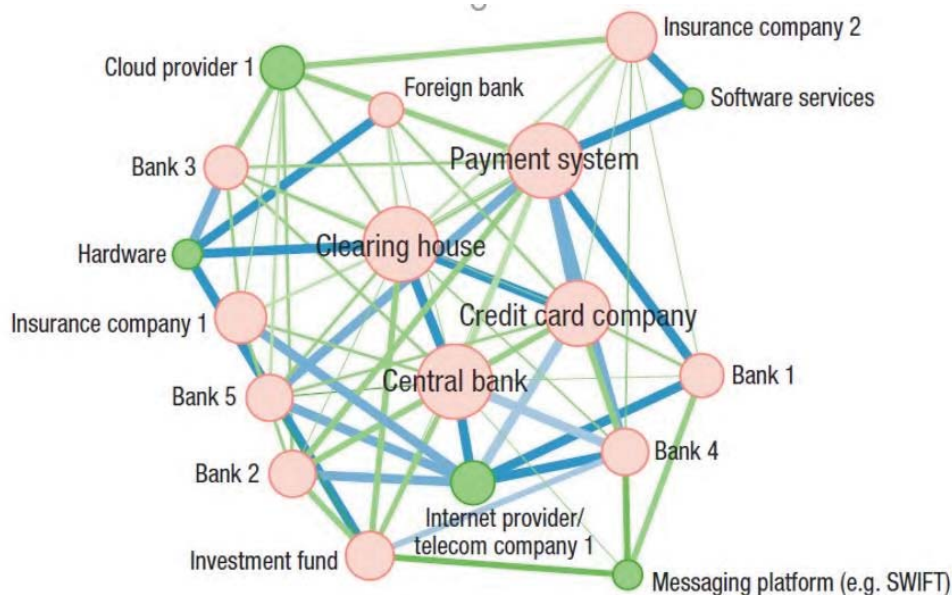 Insurance company 2
Cloud provider 1
Foreign bank
Software services
Payment system
Bank 3
Clearing house
Hardware
Insurance company 1
Credit card company
Bank 1
Central bank
Bank 5
Bank 4
Bank 2
Internet provider/
telecom company 1
Investment fund
Messaging platform (e.g. SWIFT)